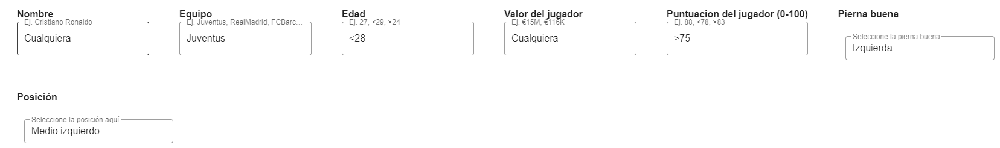 Nombre
Ej. Cristiano Ronaldo
Cualquiera
Equipo
Ej. Juventus, RealMadrid, FCBarc...
Juventus
Edad
Ej. 27, <29, >24
<28
Valor del jugador
Ej. €15M, €116K
Cualquiera
Puntuacion del jugador (0-100)
Ej. 88, <78, >83
>75
Pierna buena
Seleccione la pierna buena
Izquierda
Posición
Seleccione la posición aquí
Medio izquierdo